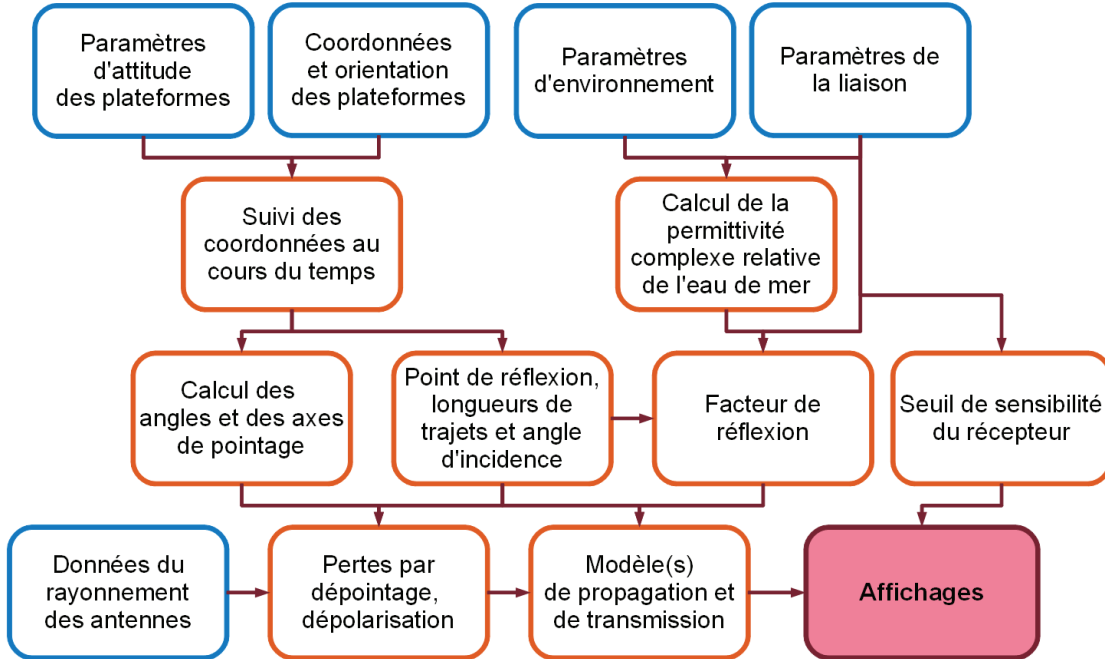 Paramètres
d'attitude
des plateformes
Coordonnées
et orientation
des plateformes
Paramètres
d'environnement
Paramètres de
la liaison
Suivi des
coordonnées au
cours du temps
Calcul de la
permittivité
complexe relative
de l'eau de mer
Calcul des
angles et des axes
de pointage
Point de réflexion,
longueurs de
trajets et angle
d'incidence
Facteur de
réflexion
Seuil de sensibilité
du récepteur
Données du
rayonnement
des antennes
Pertes par
dépointage,
dépolarisation
Modèle(s)
de propagation et
de transmission
Affichages